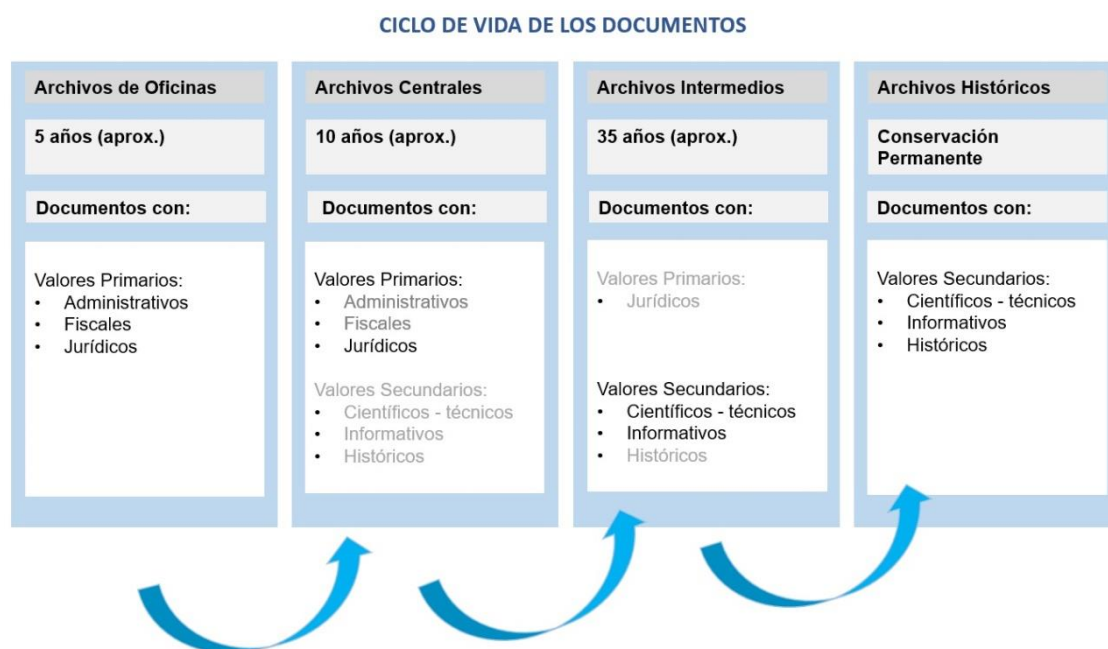 CICLO DE VIDA DE LOS DOCUMENTOS
Archivos de Oficinas
5 años (aprox.)
Documentos con:
Valores Primarios:
• Administrativos
• Fiscales
• Jurídicos
Archivos Centrales
10 años (aprox.)
Documentos con:
Valores Primarios:
• Administrativos
• Fiscales
• Jurídicos
Valores Secundarios:
• Científicos - técnicos
• Informativos
• Históricos
Archivos Intermedios
35 años (aprox.)
Documentos con:
Valores Primarios:
• Jurídicos
Valores Secundarios:
• Científicos - técnicos
• Informativos
• Históricos
Archivos Históricos
Conservación
Permanente
Documentos con:
Valores Secundarios:
• Científicos - técnicos
• Informativos
• Históricos